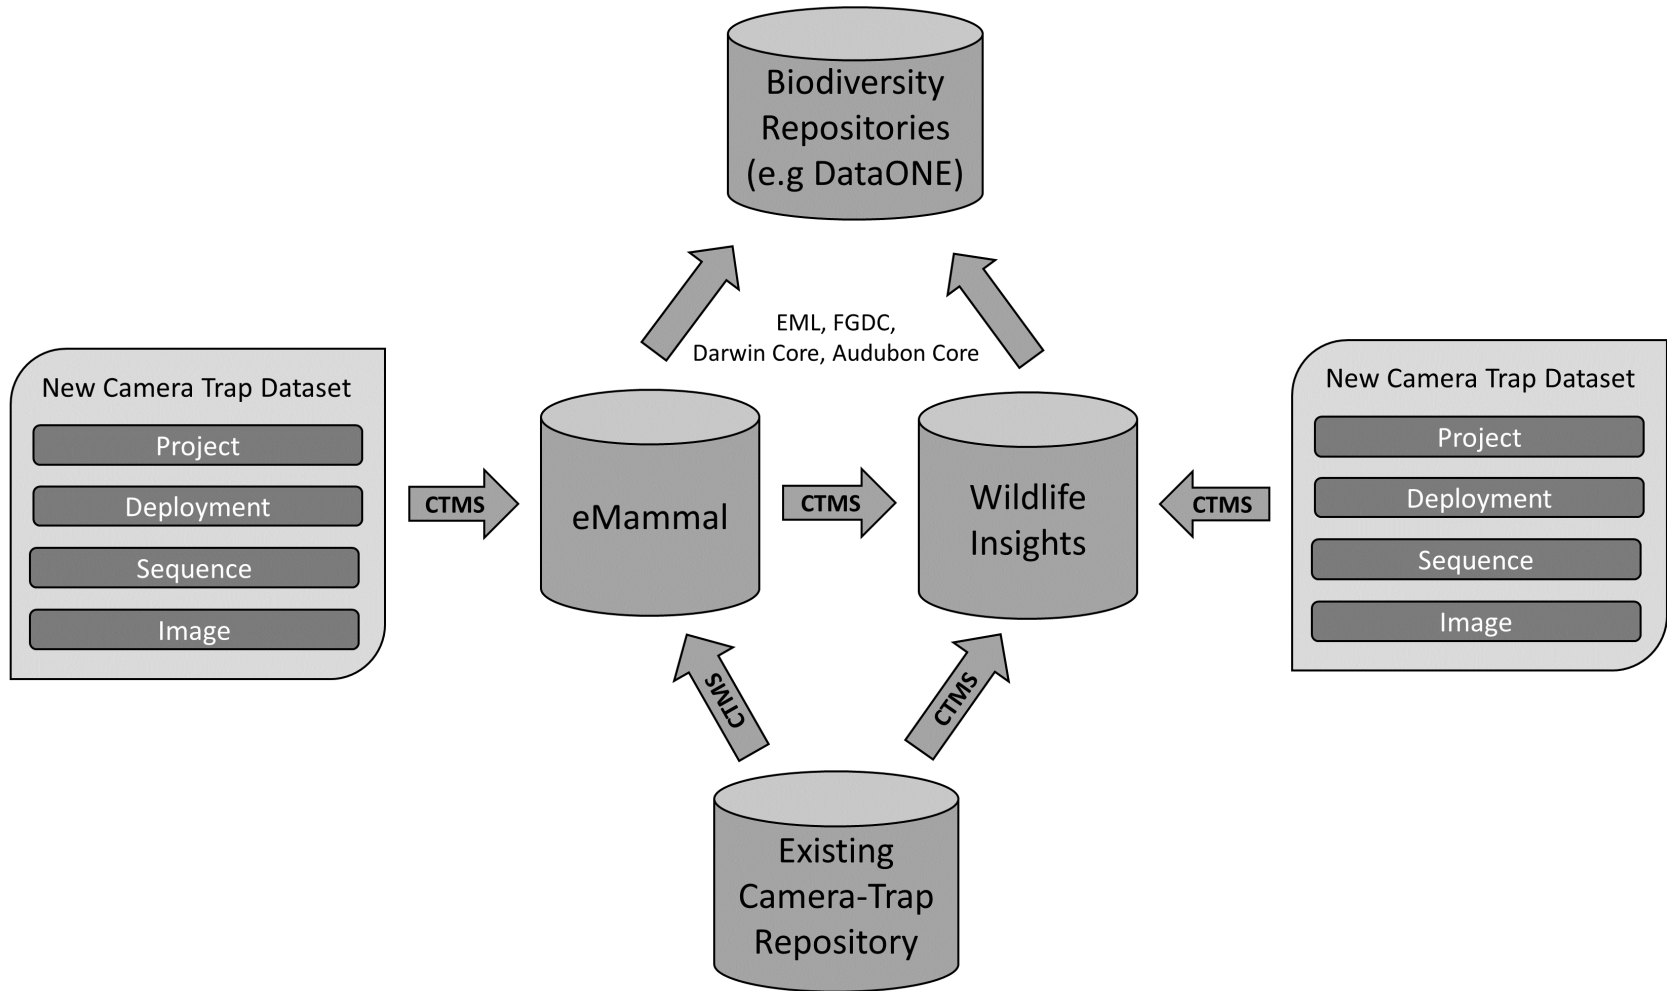 Biodiversity
Repositories
(e.g DataONE)
EML, FGDC,
Darwin Core, Audubon Core
New Camera Trap Dataset
Project
Deployment
Sequence
Image
CTMS
eMammal
CTMS
Wildlife
Insights
CTMS
New Camera Trap Dataset
Project
Deployment
Sequence
Image
CTMS
CTMS
Existing
Camera-Trap
Repository